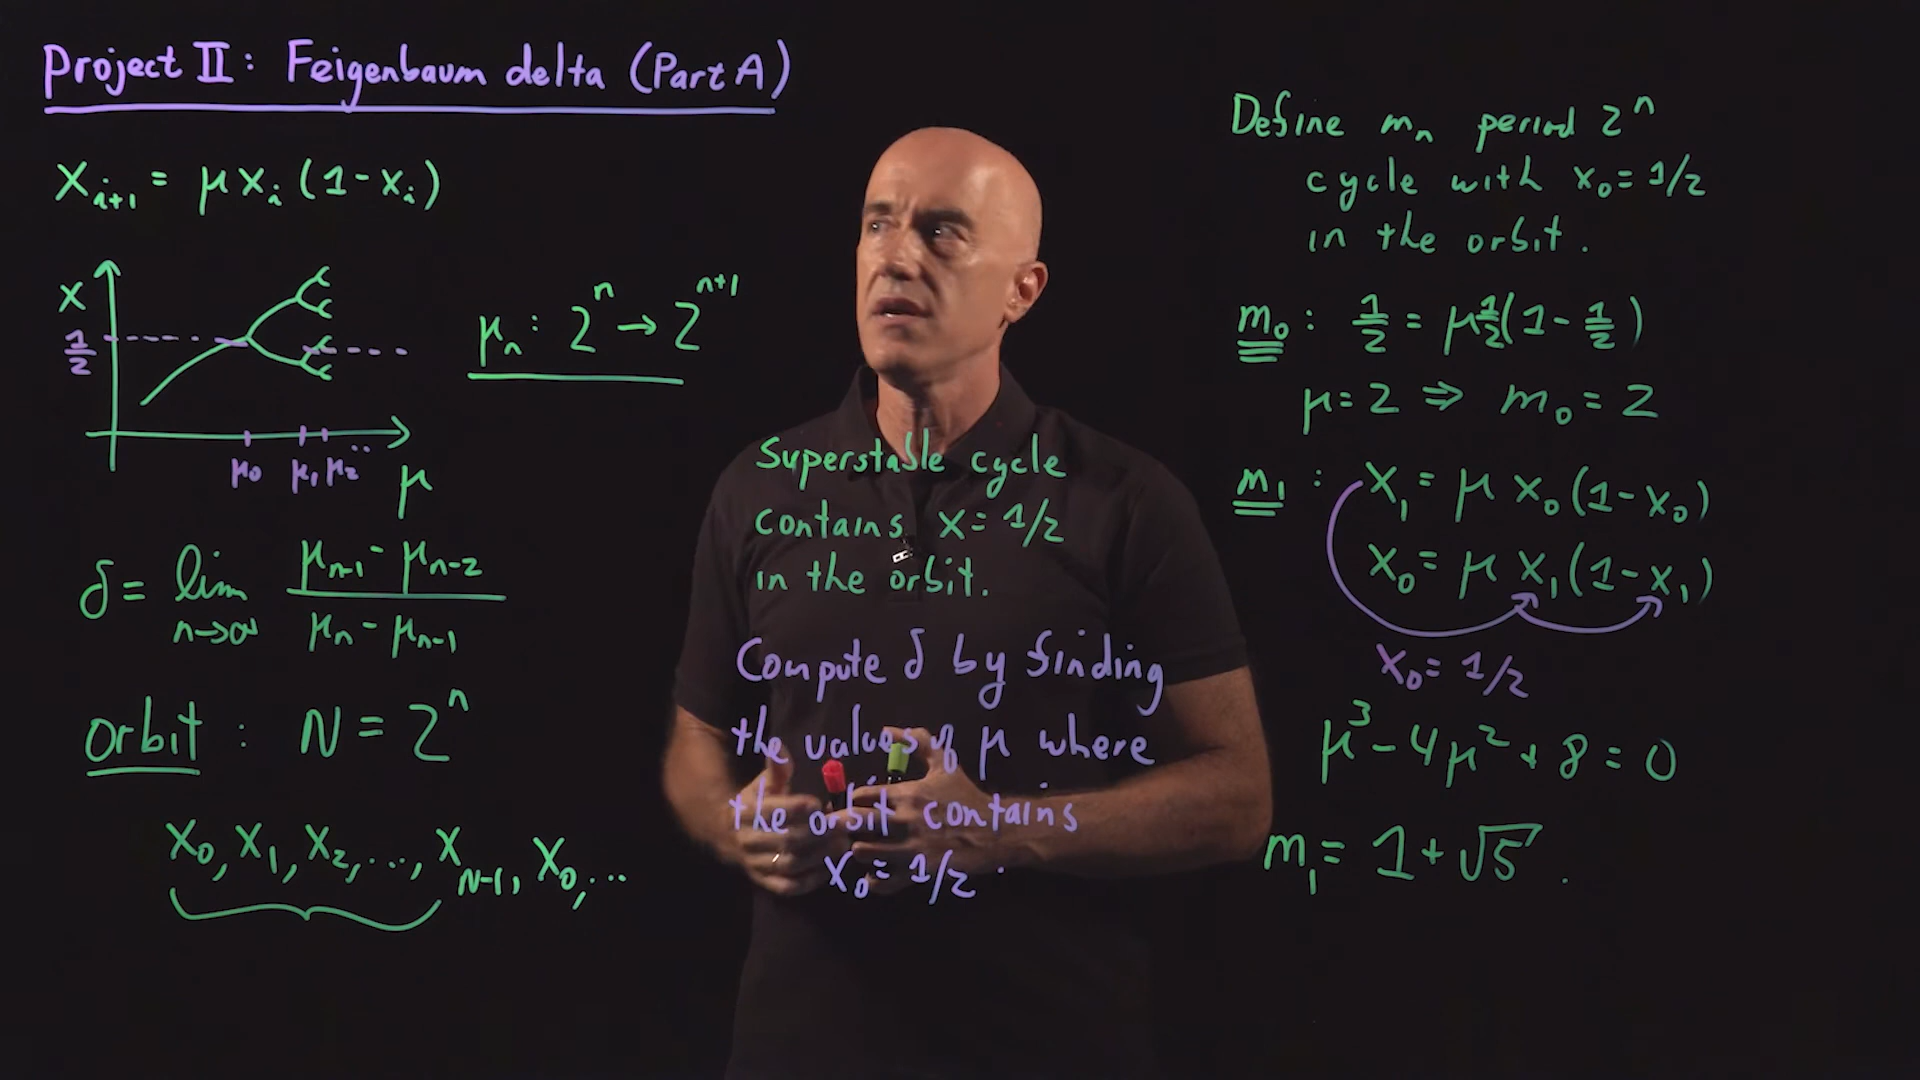 Project II: Feigenbaum delta (Part A)
x_{i+1} = μx_i(1-x_i)
x
1/2
μ_0 μ_1 μ_2 ..
μ
μ_n: 2^n → 2^{n+1}
δ = lim_{n→∞} (μ_{n-1} - μ_{n-2}) / (μ_n - μ_{n-1})
orbit: N = 2^n
x_0, x_1, x_2, ..., x_{N-1}, x_0, ...
Superstable cycle
contains x = 1/2
in the orbit.
Compute δ by finding
the values of μ where
the orbit contains
x_0 = 1/2.
Define m_n period 2^n
cycle with x_0 = 1/2
in the orbit.
m_0: 1/2 = μ 1/2 (1 - 1/2)
μ = 2 ⇒ m_0 = 2
m_1: x_1 = μ x_0 (1-x_0)
x_0 = μ x_1 (1-x_1)
x_0 = 1/2
μ^3 - 4μ^2 + 8 = 0
m_1 = 1 + √5.